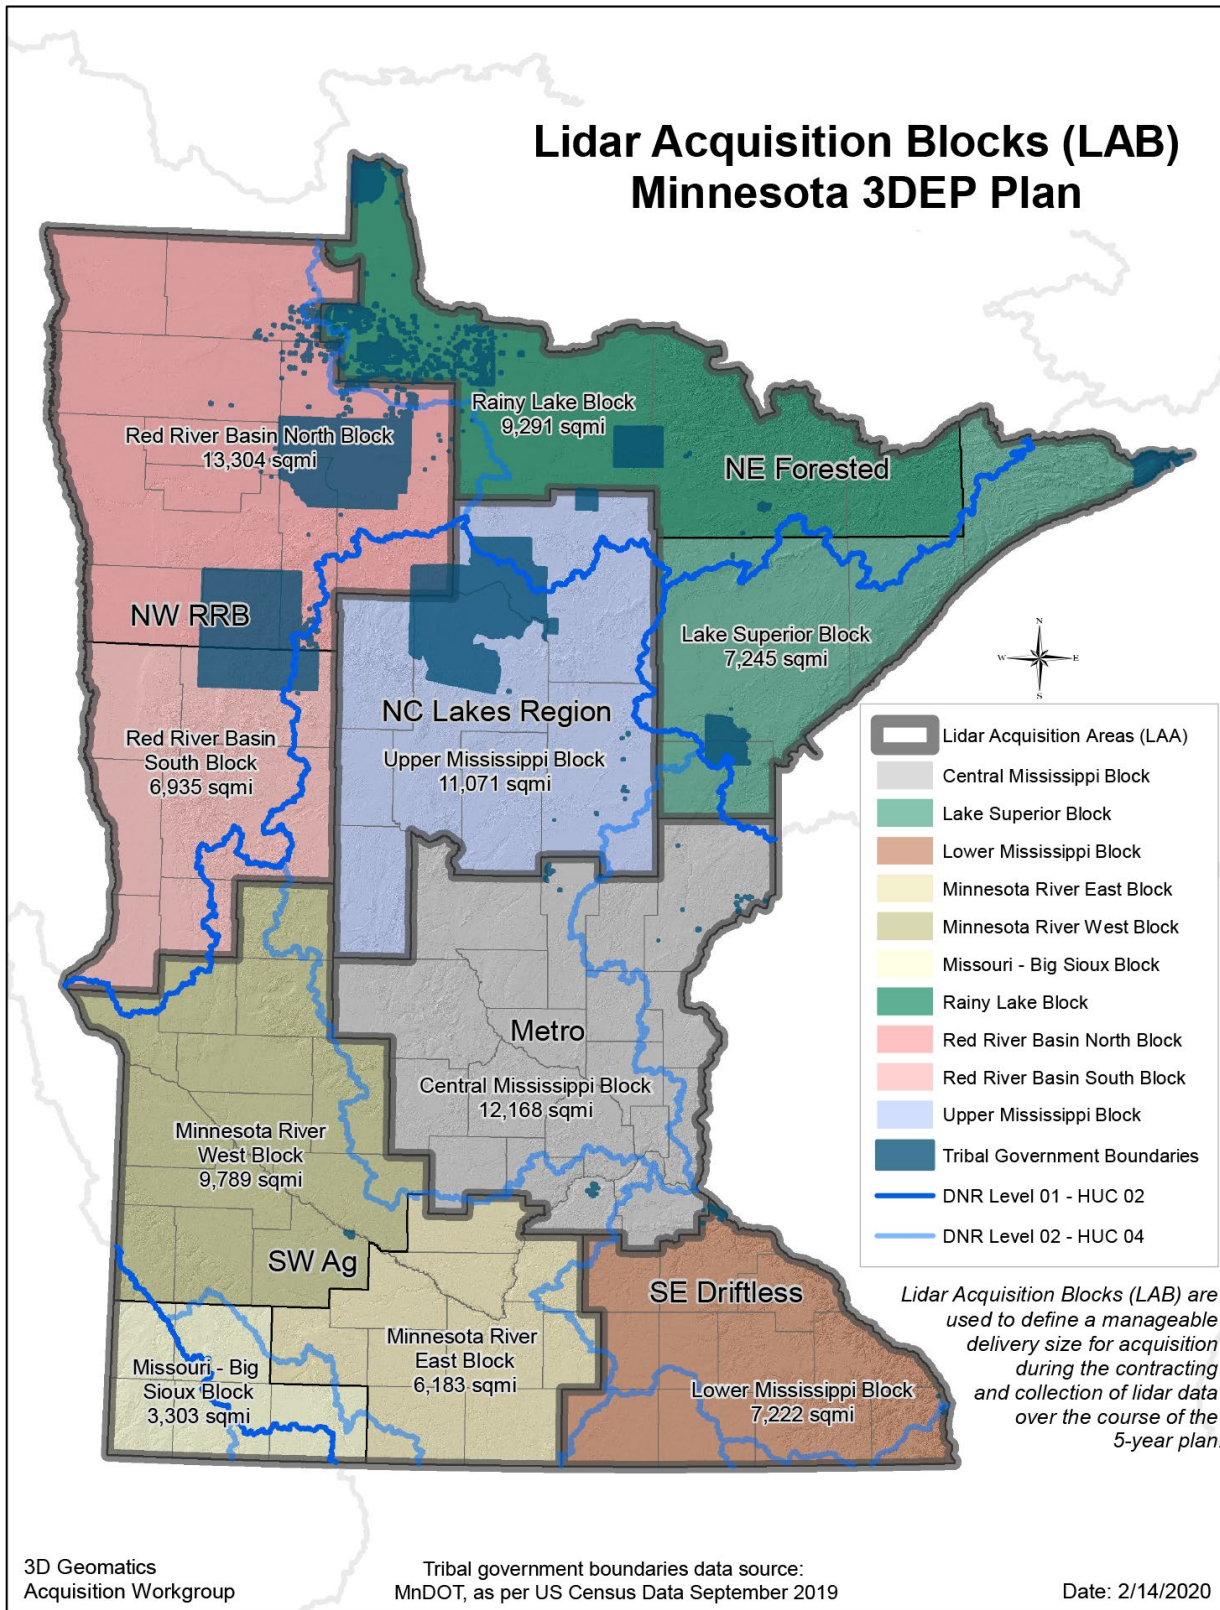 Lidar Acquisition Blocks (LAB)
Minnesota 3DEP Plan
Rainy Lake Block
9,291 sqmi
Red River Basin North Block
13,304 sqmi
NE Forested
NW RRB
Lake Superior Block
7,245 sqmi
N
W
E
S
NC Lakes Region
Red River Basin
South Block
6,935 sqmi
Upper Mississippi Block
11,071 sqmi
Metro
Central Mississippi Block
12,168 sqmi
Minnesota River
West Block
9,789 sqmi
SW Ag
SE Driftless
Minnesota River
East Block
6,183 sqmi
Missouri - Big
Sioux Block
3,303 sqmi
Lower Mississippi Block
7,222 sqmi
Lidar Acquisition Areas (LAA)
Central Mississippi Block
Lake Superior Block
Lower Mississippi Block
Minnesota River East Block
Minnesota River West Block
Missouri - Big Sioux Block
Rainy Lake Block
Red River Basin North Block
Red River Basin South Block
Upper Mississippi Block
Tribal Government Boundaries
DNR Level 01 - HUC 02
DNR Level 02 - HUC 04
Lidar Acquisition Blocks (LAB) are
used to define a manageable
delivery size for acquisition
during the contracting
and collection of lidar data
over the course of the
5-year plan.
3D Geomatics
Acquisition Workgroup
Tribal government boundaries data source:
MnDOT, as per US Census Data September 2019
Date: 2/14/2020